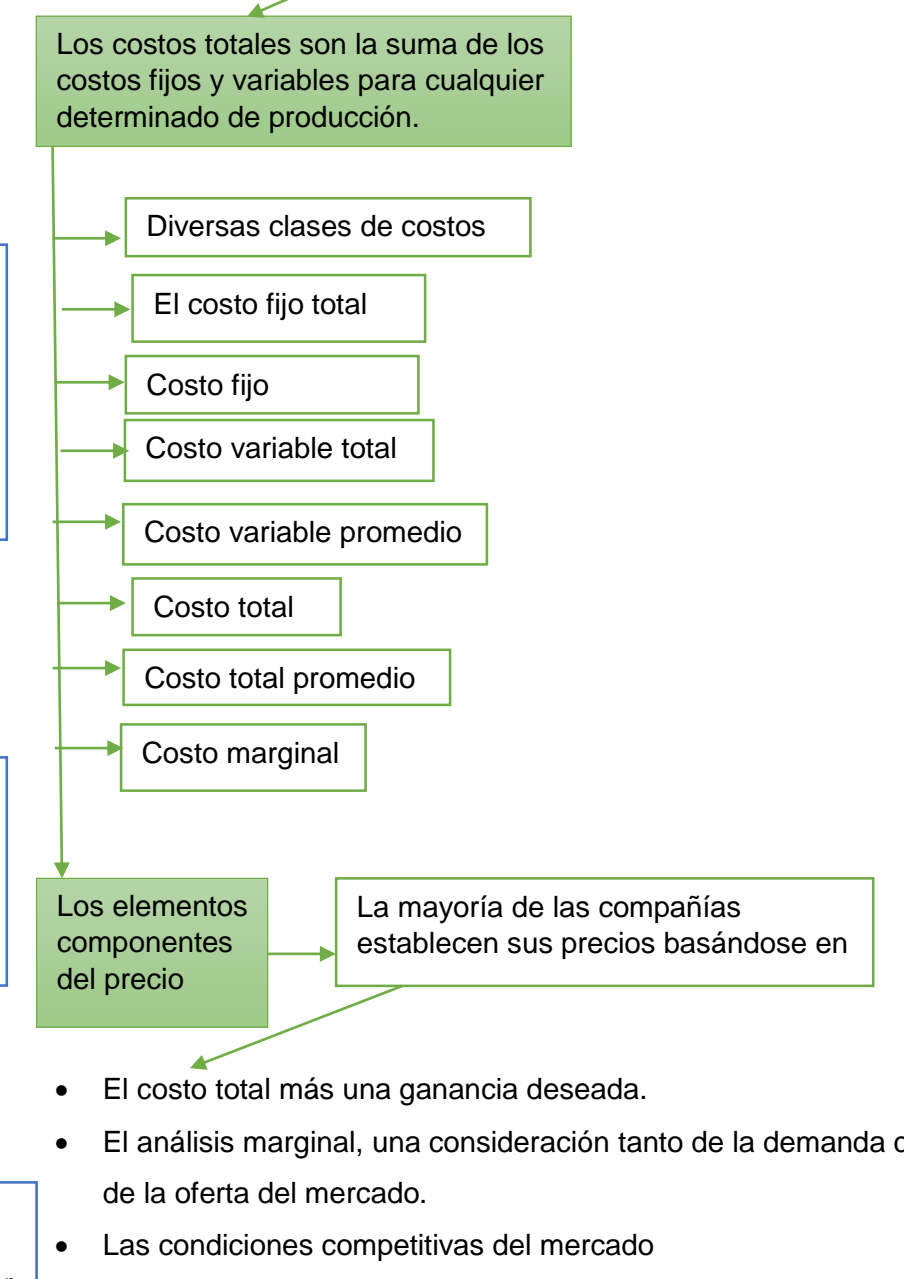 Los costos totales son la suma de los
costos fijos y variables para cualquier
determinado de producción.
Diversas clases de costos
El costo fijo total
Costo fijo
Costo variable total
Costo variable promedio
Costo total
Costo total promedio
Costo marginal
Los elementos
componentes
del precio
La mayoría de las compañías
establecen sus precios basándose en
• El costo total más una ganancia deseada.
• El análisis marginal, una consideración tanto de la demanda
de la oferta del mercado.
• Las condiciones competitivas del mercado